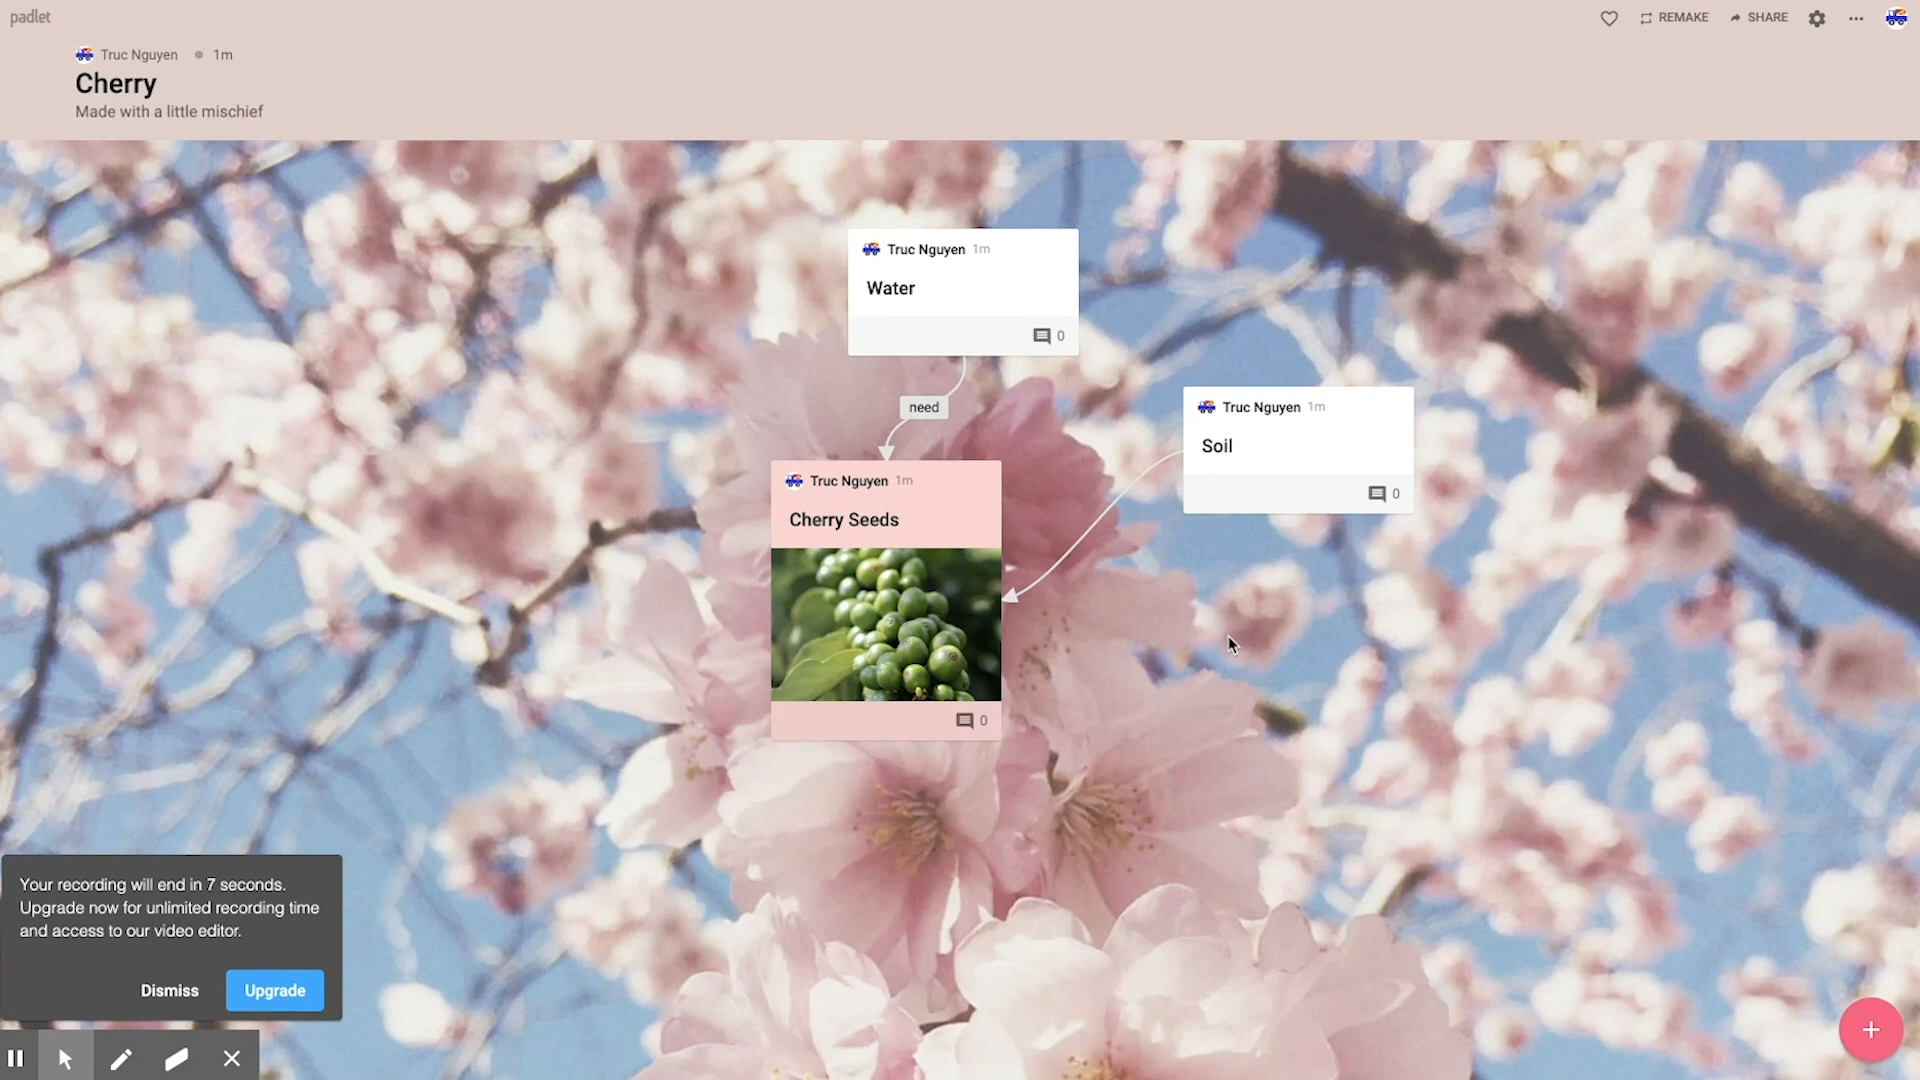 padlet
REMAKE
SHARE
Truc Nguyen 1m
Cherry
Made with a little mischief
Truc Nguyen 1m
Water
0
need
Truc Nguyen 1m
Soil
0
Truc Nguyen 1m
Cherry Seeds
0
Your recording will end in 7 seconds.
Upgrade now for unlimited recording time
and access to our video editor.
Dismiss
Upgrade